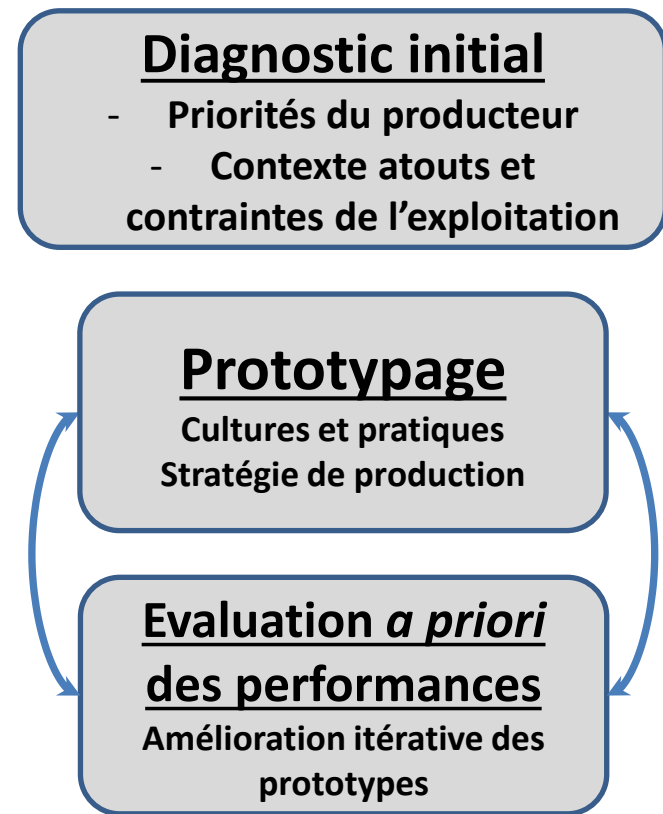 Diagnostic initial
- Priorités du producteur
- Contexte atouts et
contraintes de l’exploitation
Prototypage
Cultures et pratiques
Stratégie de production
Evaluation a priori
des performances
Amélioration itérative des
prototypes